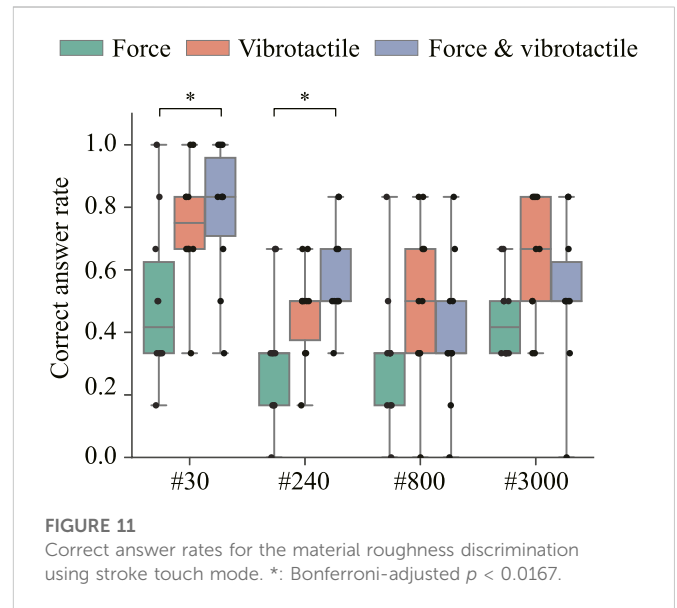 Force Vibrotactile Force & vibrotactile
* *
1.0
0.8
0.6
0.4
0.2
0.0
Correct answer rate
#30 #240 #800 #3000
FIGURE 11
Correct answer rates for the material roughness discrimination
using stroke touch mode. *: Bonferroni-adjusted p < 0.0167.